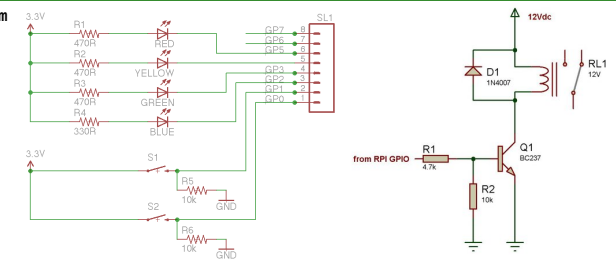 m
3.3V
R1
470R
RED
R2
470R
YELLOW
R3
470R
GREEN
R4
330R
BLUE
GP7
GP6
GP5
GP3
GP2
GP1
GP0
SL1
8
7
6
5
4
3
2
1
3.3V
S1
R5
10k
GND
S2
R6
10k
GND
12Vdc
D1
1N4007
RL1
12V
from RPI GPIO
R1
4.7k
Q1
BC237
R2
10k